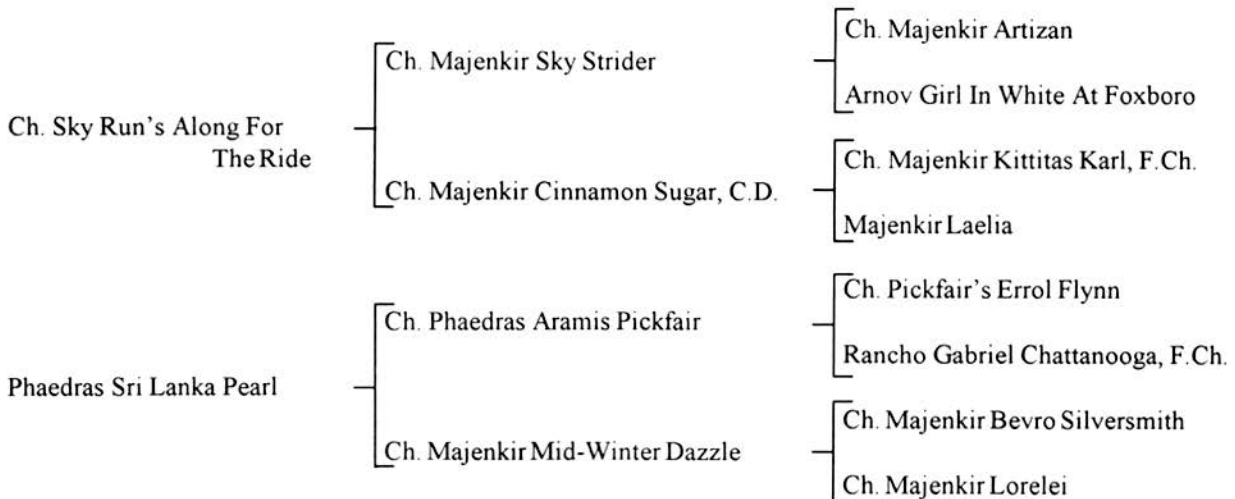 Ch. Majenkir Artizan
Ch. Majenkir Sky Strider
Arnov Girl In White At Foxboro
Ch. Sky Run's Along For
The Ride
Ch. Majenkir Kittitas Karl, F.Ch.
Ch. Majenkir Cinnamon Sugar, C.D.
Majenkir Laelia
Ch. Pickfair's Errol Flynn
Ch. Phaedras Aramis Pickfair
Rancho Gabriel Chattanooga, F.Ch.
Phaedras Sri Lanka Pearl
Ch. Majenkir Bevro Silversmith
Ch. Majenkir Mid-Winter Dazzle
Ch. Majenkir Lorelei